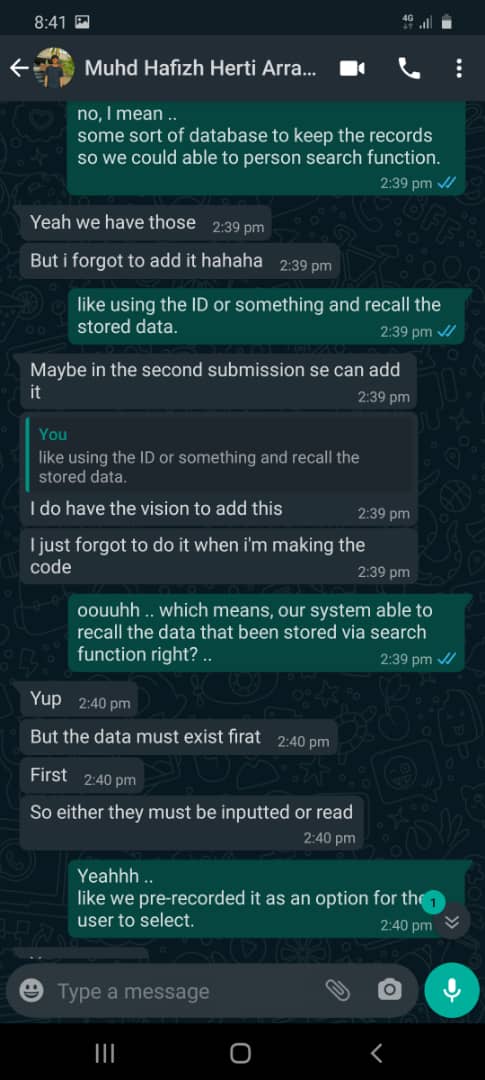 8:41
4G
Muhd Hafizh Herti Arra...
no, I mean ..
some sort of database to keep the records
so we could able to person search function.
2:39 pm
Yeah we have those 2:39 pm
But i forgot to add it hahaha 2:39 pm
like using the ID or something and recall the
stored data. 2:39 pm
Maybe in the second submission se can add
it 2:39 pm
You
like using the ID or something and recall the
stored data.
I do have the vision to add this 2:39 pm
I just forgot to do it when i'm making the
code 2:39 pm
oouuhh .. which means, our system able to
recall the data that been stored via search
function right? .. 2:39 pm
Yup 2:40 pm
But the data must exist firat 2:40 pm
First 2:40 pm
So either they must be inputted or read
2:40 pm
Yeahhh ..
like we pre-recorded it as an option for the
user to select. 2:40 pm
1
Type a message